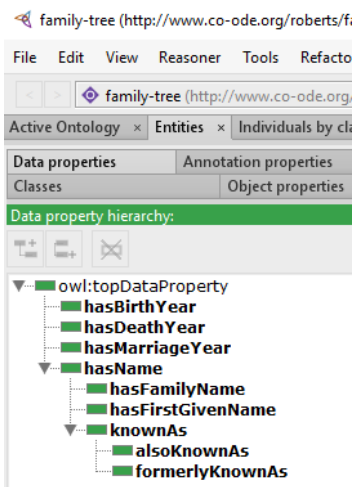 family-tree (http://www.co-ode.org/roberts/fa
File Edit View Reasoner Tools Refacto
< > family-tree (http://www.co-ode.org/
Active Ontology × Entities × Individuals by cla
Data properties Annotation properties
Classes Object properties
Data property hierarchy:
owl:topDataProperty
hasBirthYear
hasDeathYear
hasMarriageYear
hasName
hasFamilyName
hasFirstGivenName
knownAs
alsoKnownAs
formerlyKnownAs